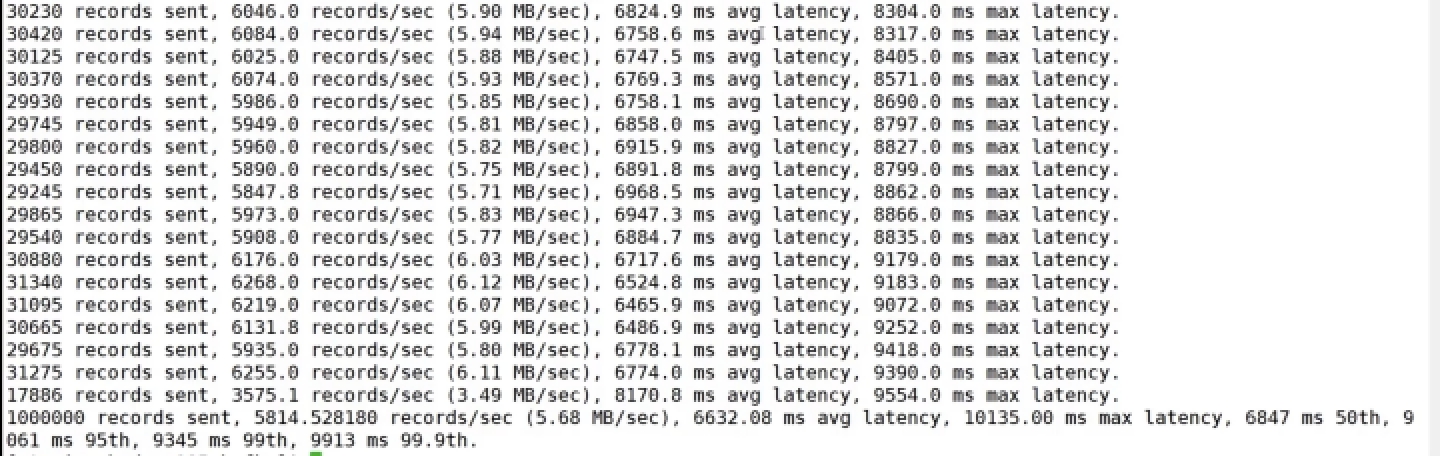 30230 records sent, 6046.0 records/sec (5.90 MB/sec), 6824.9 ms avg latency, 8304.0 ms max latency.
30420 records sent, 6084.0 records/sec (5.94 MB/sec), 6758.6 ms avg latency, 8317.0 ms max latency.
30125 records sent, 6025.0 records/sec (5.88 MB/sec), 6747.5 ms avg latency, 8405.0 ms max latency.
30370 records sent, 6074.0 records/sec (5.93 MB/sec), 6769.3 ms avg latency, 8571.0 ms max latency.
29930 records sent, 5986.0 records/sec (5.85 MB/sec), 6758.1 ms avg latency, 8690.0 ms max latency.
29745 records sent, 5949.0 records/sec (5.81 MB/sec), 6858.0 ms avg latency, 8797.0 ms max latency.
29800 records sent, 5960.0 records/sec (5.82 MB/sec), 6915.9 ms avg latency, 8827.0 ms max latency.
29450 records sent, 5890.0 records/sec (5.75 MB/sec), 6891.8 ms avg latency, 8799.0 ms max latency.
29245 records sent, 5847.8 records/sec (5.71 MB/sec), 6968.5 ms avg latency, 8862.0 ms max latency.
29865 records sent, 5973.0 records/sec (5.83 MB/sec), 6947.3 ms avg latency, 8866.0 ms max latency.
29540 records sent, 5908.0 records/sec (5.77 MB/sec), 6884.7 ms avg latency, 8835.0 ms max latency.
30880 records sent, 6176.0 records/sec (6.03 MB/sec), 6717.6 ms avg latency, 9179.0 ms max latency.
31340 records sent, 6268.0 records/sec (6.12 MB/sec), 6524.8 ms avg latency, 9183.0 ms max latency.
31095 records sent, 6219.0 records/sec (6.07 MB/sec), 6465.9 ms avg latency, 9072.0 ms max latency.
30665 records sent, 6131.8 records/sec (5.99 MB/sec), 6486.9 ms avg latency, 9252.0 ms max latency.
29675 records sent, 5935.0 records/sec (5.80 MB/sec), 6778.1 ms avg latency, 9418.0 ms max latency.
31275 records sent, 6255.0 records/sec (6.11 MB/sec), 6774.0 ms avg latency, 9390.0 ms max latency.
17886 records sent, 3575.1 records/sec (3.49 MB/sec), 8170.8 ms avg latency, 9554.0 ms max latency.
1000000 records sent, 5814.528180 records/sec (5.68 MB/sec), 6632.08 ms avg latency, 10135.00 ms max latency, 6847 ms 50th, 9
061 ms 95th, 9345 ms 99th, 9913 ms 99.9th.